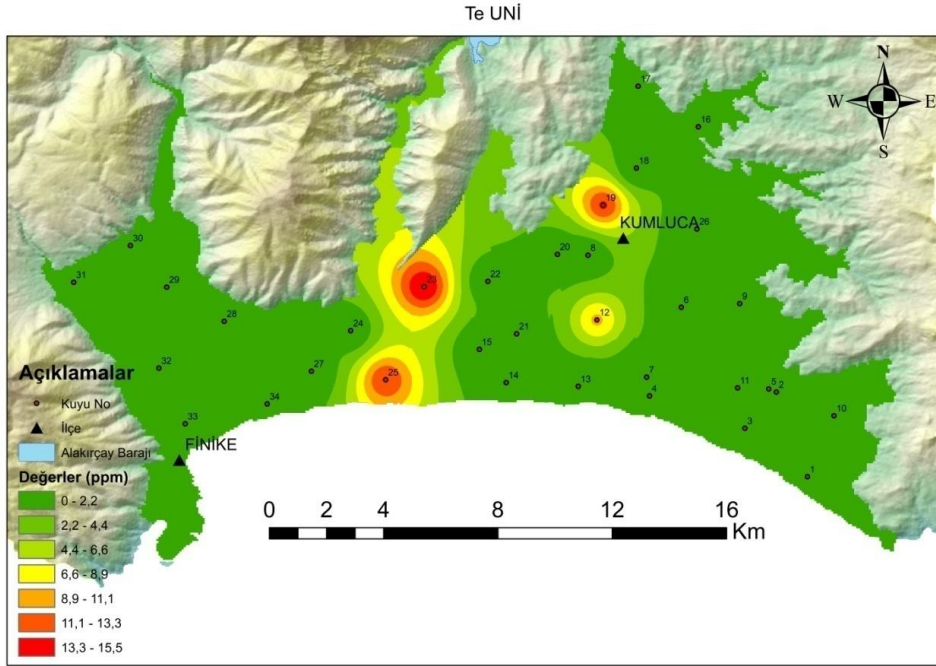 Te UNİ
N
W E
S
17
16
18
19
KUMLUCA
26
30
20
8
31
29
23
22
9
6
28
12
24
21
15
32
27
25
14
13
7
4
11
5
2
34
33
10
3
1
FİNİKE
Açıklamalar
Kuyu No
İlçe
Alakırçay Barajı
Değerler (ppm)
0 - 2,2
2,2 - 4,4
4,4 - 6,6
6,6 - 8,9
8,9 - 11,1
11,1 - 13,3
13,3 - 15,5
0 2 4 8 12 16
Km